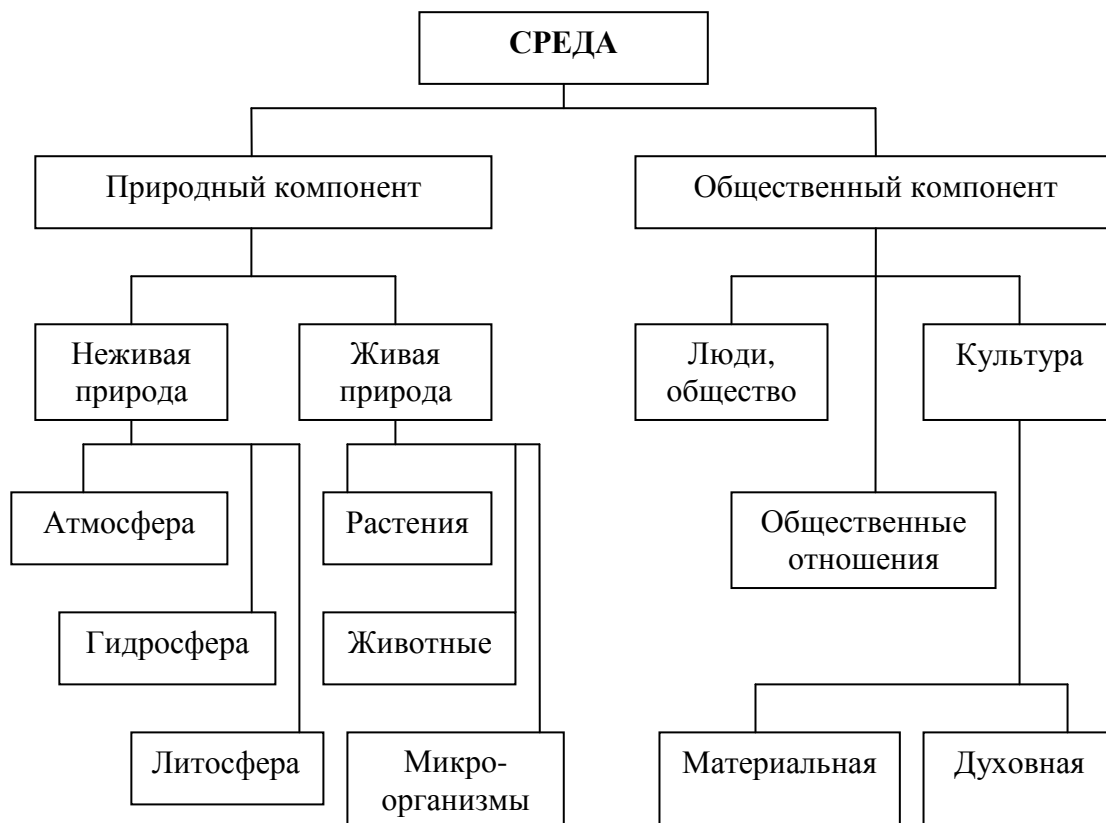 СРЕДА
Природный компонент
Общественный компонент
Неживая
природа
Живая
природа
Люди,
общество
Культура
Атмосфера
Растения
Общественные
отношения
Гидросфера
Животные
Литосфера
Микро-
организмы
Материальная
Духовная